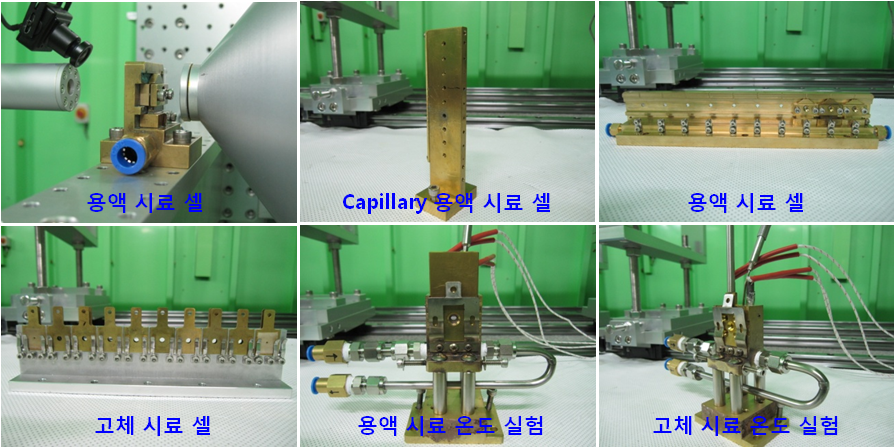 용액 시료 셀
Capillary 용액 시료 셀
용액 시료 셀
고체 시료 셀
용액 시료 온도 실험
고체 시료 온도 실험